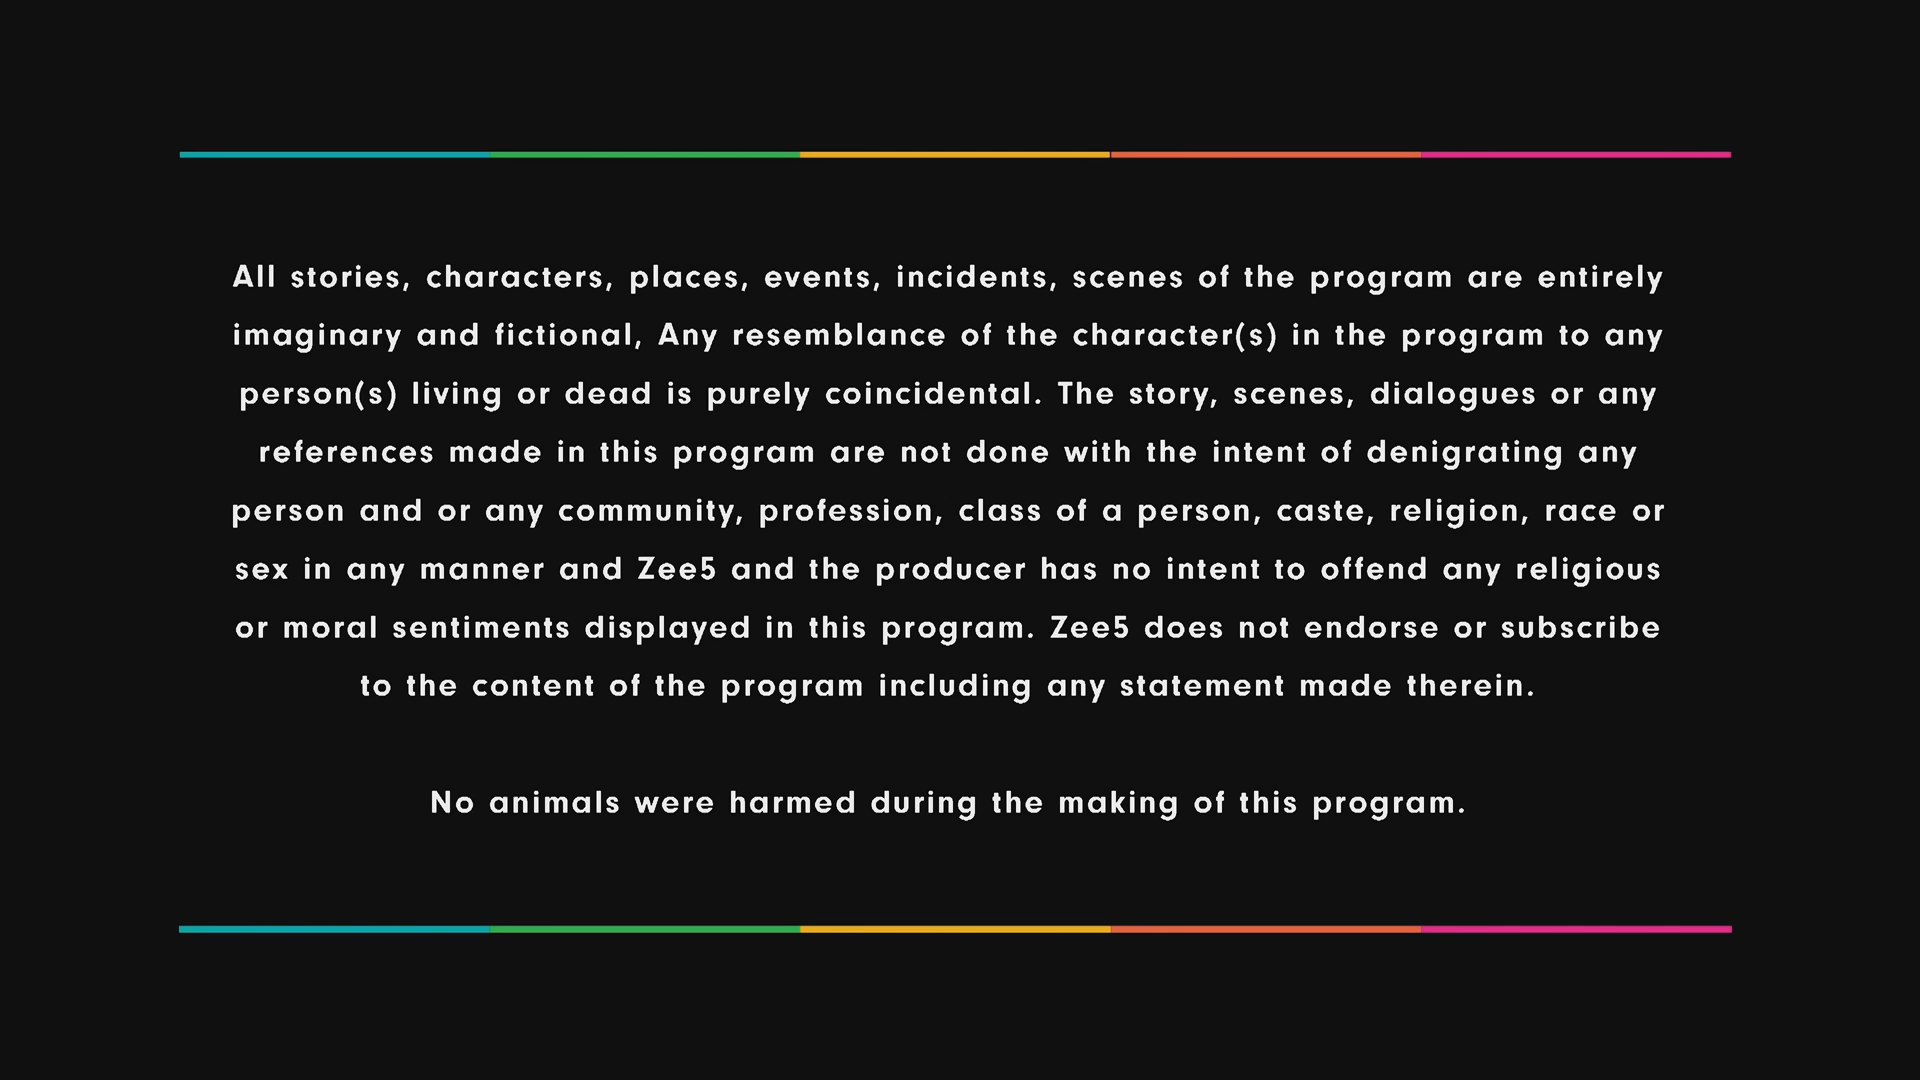 All stories, characters, places, events, incidents, scenes of the program are entirely
imaginary and fictional, Any resemblance of the character(s) in the program to any
person(s) living or dead is purely coincidental. The story, scenes, dialogues or any
references made in this program are not done with the intent of denigrating any
person and or any community, profession, class of a person, caste, religion, race or
sex in any manner and Zee5 and the producer has no intent to offend any religious
or moral sentiments displayed in this program. Zee5 does not endorse or subscribe
to the content of the program including any statement made therein.
No animals were harmed during the making of this program.